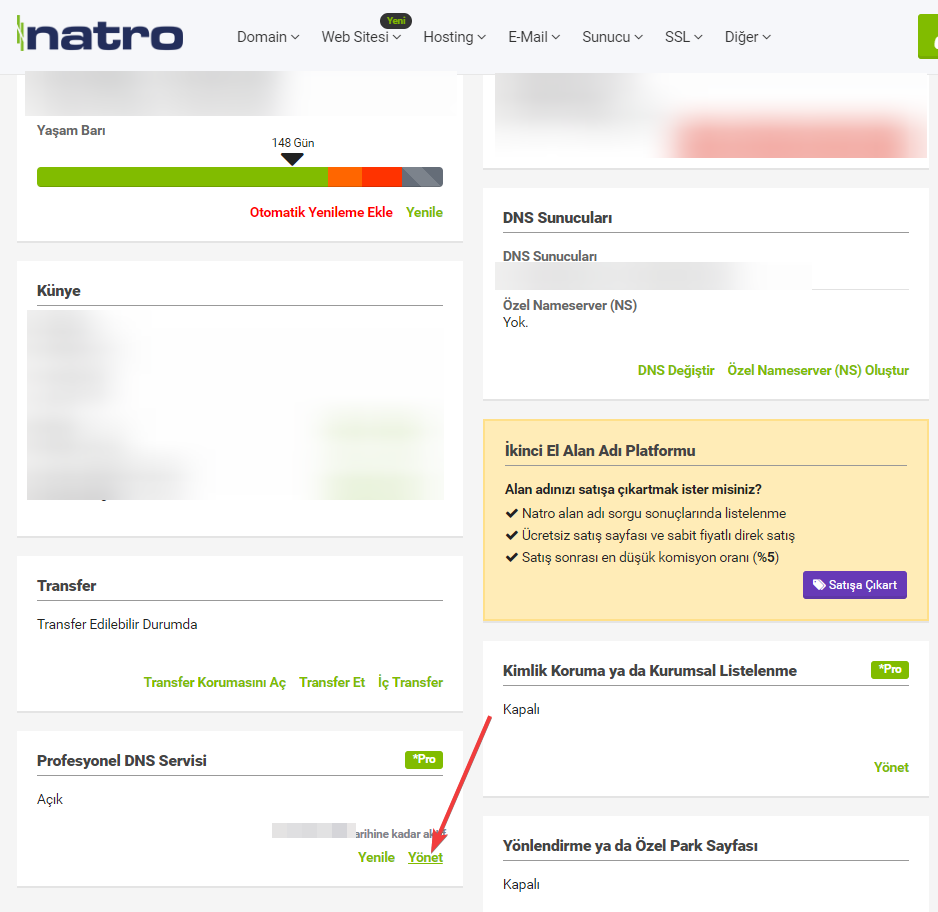 natro
Domain
Web Sitesi
Yeni
Hosting
E-Mail
Sunucu
SSL
Diğer
Yaşam Barı
148 Gün
Otomatik Yenileme Ekle Yenile
Künye
Transfer
Transfer Edilebilir Durumda
Transfer Korumasını Aç Transfer Et İç Transfer
Profesyonel DNS Servisi
*Pro
Açık
arihine kadar
Yenile Yönet
DNS Sunucuları
DNS Sunucuları
Özel Nameserver (NS)
Yok.
DNS Değiştir Özel Nameserver (NS) Oluştur
İkinci El Alan Adı Platformu
Alan adınızı satışa çıkartmak ister misiniz?
Natro alan adı sorgu sonuçlarında listelenme
Ücretsiz satış sayfası ve sabit fiyatlı direk satış
Satış sonrası en düşük komisyon oranı (%5)
Satışa Çıkart
Kimlik Koruma ya da Kurumsal Listelenme
*Pro
Kapalı
Yönet
Yönlendirme ya da Özel Park Sayfası
Kapalı